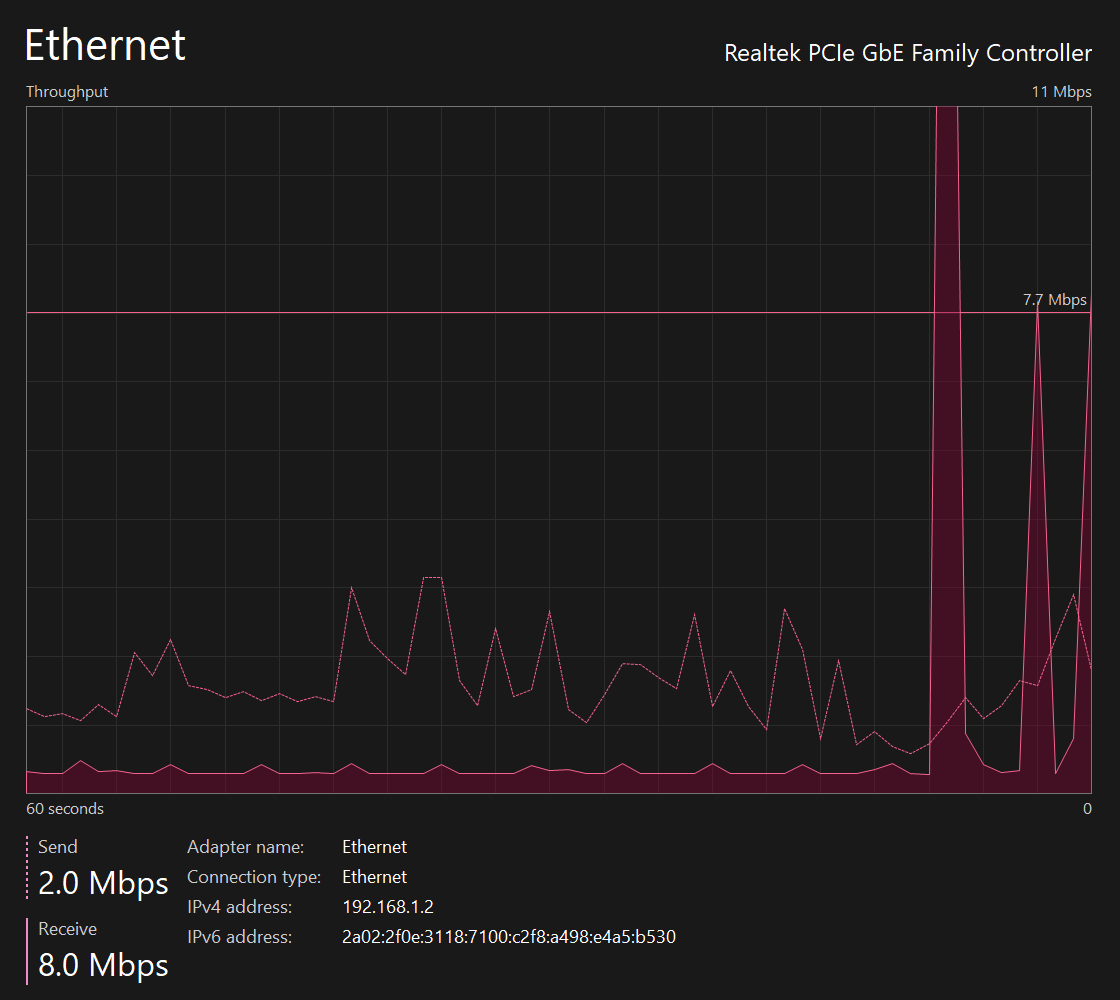 Ethernet
Realtek PCIe GbE Family Controller
Throughput
11 Mbps
7.7 Mbps
60 seconds
0
Send
2.0 Mbps
Receive
8.0 Mbps
Adapter name: Ethernet
Connection type: Ethernet
IPv4 address: 192.168.1.2
IPv6 address: 2a02:2f0e:3118:7100:c2f8:a498:e4a5:b530